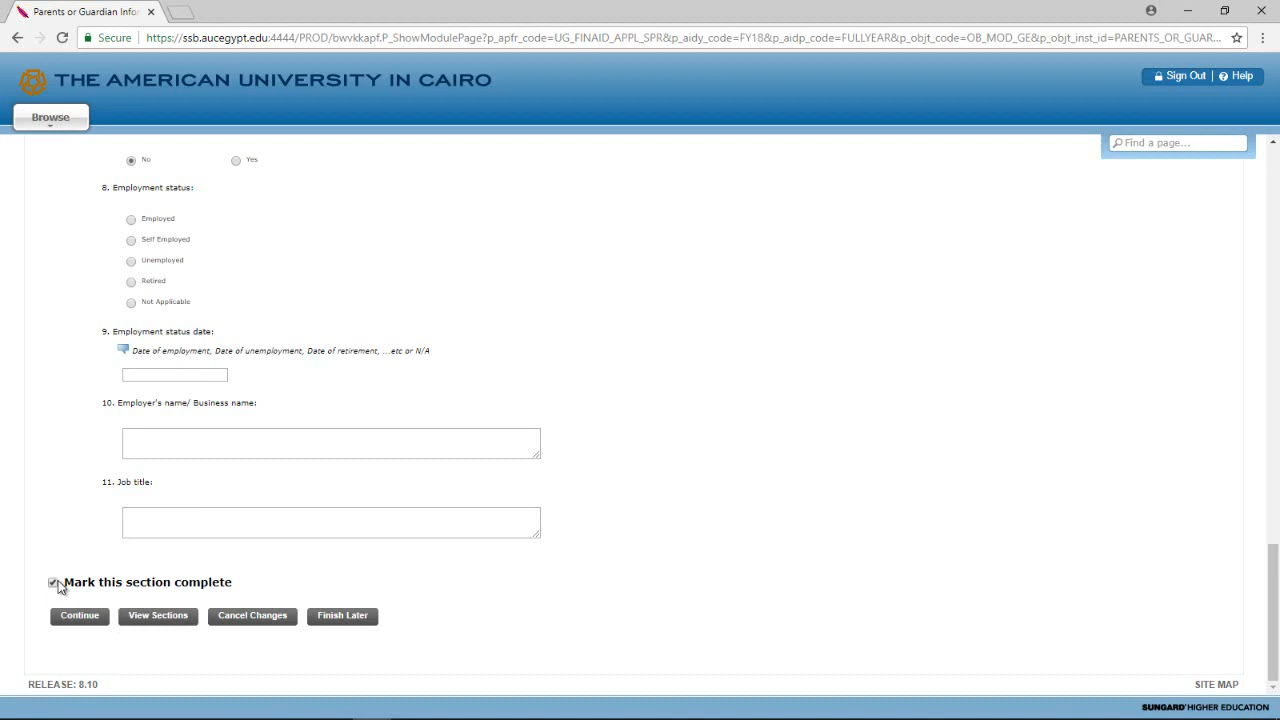 Parents or Guardian Infor
Secure https://ssb.aucegypt.edu:4444/PROD/bwvkkapf.P_ShowModulePage?p_apfr_code=UG_FINAID_APPL_SPR&p_aidy_code=FY18&p_aidp_code=FULLYEAR&p_objt_code=OB_MOD_GE&p_objt_inst_id=PARENTS_OR_GUAR...
THE AMERICAN UNIVERSITY IN CAIRO
Sign Out | Help
Browse
Find a page...
No Yes
8. Employment status:
Employed
Self Employed
Unemployed
Retired
Not Applicable
9. Employment status date:
Date of employment, Date of unemployment, Date of retirement, ...etc or N/A
10. Employer's name/ Business name:
11. Job title:
Mark this section complete
Continue View Sections Cancel Changes Finish Later
RELEASE: 8.10 SITE MAP
SUNGARD HIGHER EDUCATION